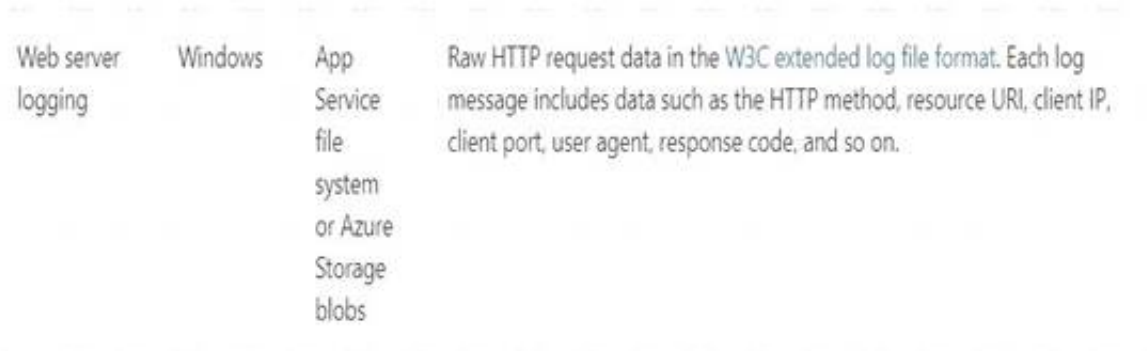 Web server logging
Windows
App Service file system or Azure Storage blobs
Raw HTTP request data in the W3C extended log file format. Each log
message includes data such as the HTTP method, resource URI, client IP,
client port, user agent, response code, and so on.